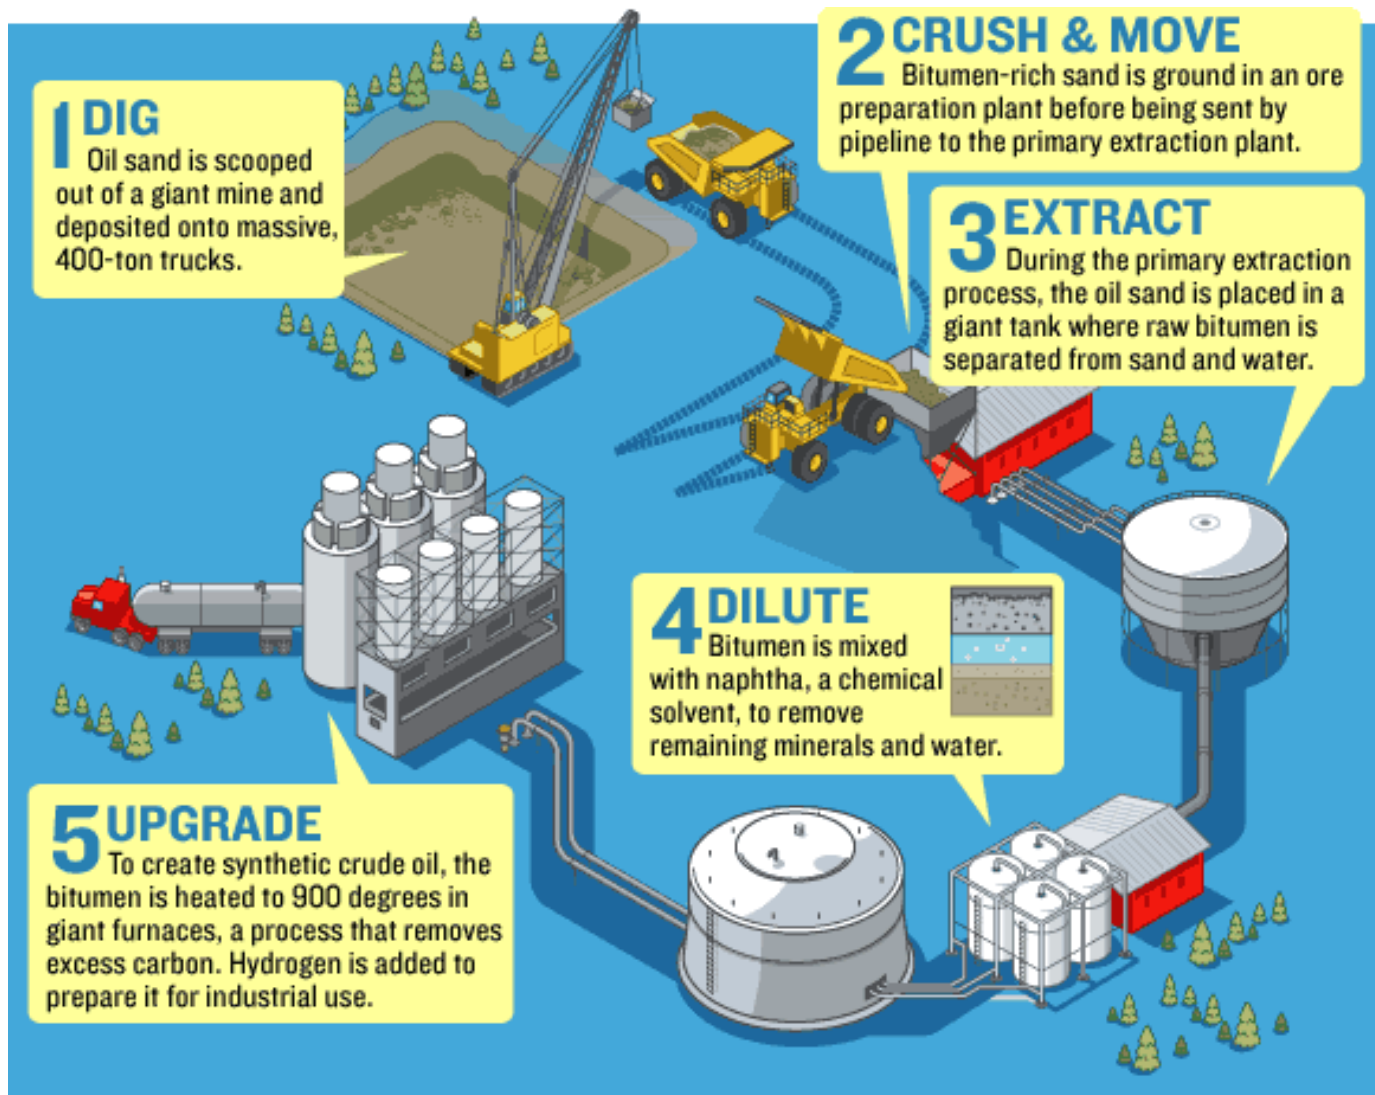 1 DIG
Oil sand is scooped
out of a giant mine and
deposited onto massive,
400-ton trucks.
2 CRUSH & MOVE
Bitumen-rich sand is ground in an ore
preparation plant before being sent by
pipeline to the primary extraction plant.
3 EXTRACT
During the primary extraction
process, the oil sand is placed in a
giant tank where raw bitumen is
separated from sand and water.
4 DILUTE
Bitumen is mixed
with naphtha, a chemical
solvent, to remove
remaining minerals and water.
5 UPGRADE
To create synthetic crude oil, the
bitumen is heated to 900 degrees in
giant furnaces, a process that removes
excess carbon. Hydrogen is added to
prepare it for industrial use.